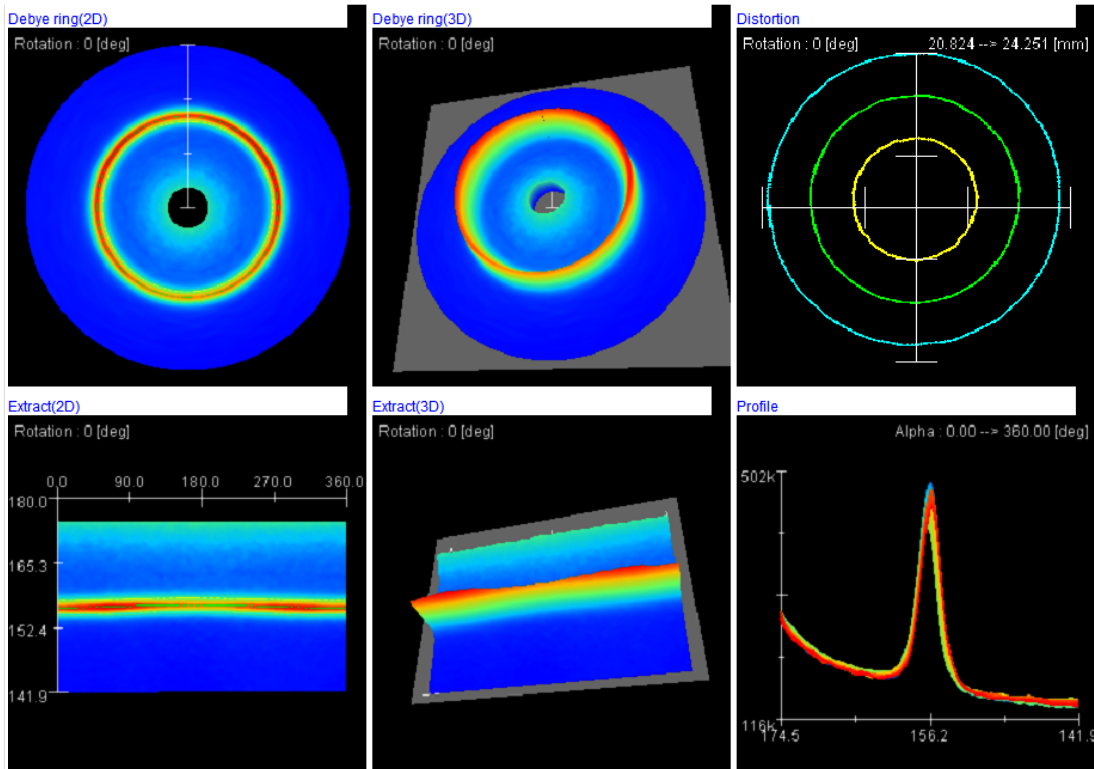 Debye ring(2D)
Rotation : 0 [deg]
Debye ring(3D)
Rotation : 0 [deg]
Distortion
Rotation : 0 [deg]
20.824 --> 24.251 [mm]
Extract(2D)
Rotation : 0 [deg]
0.0 90.0 180.0 270.0 360.0
180.0
165.3
152.4
141.9
Extract(3D)
Rotation : 0 [deg]
Profile
Alpha : 0.00 --> 360.00 [deg]
502k
116k
174.5 156.2 141.9